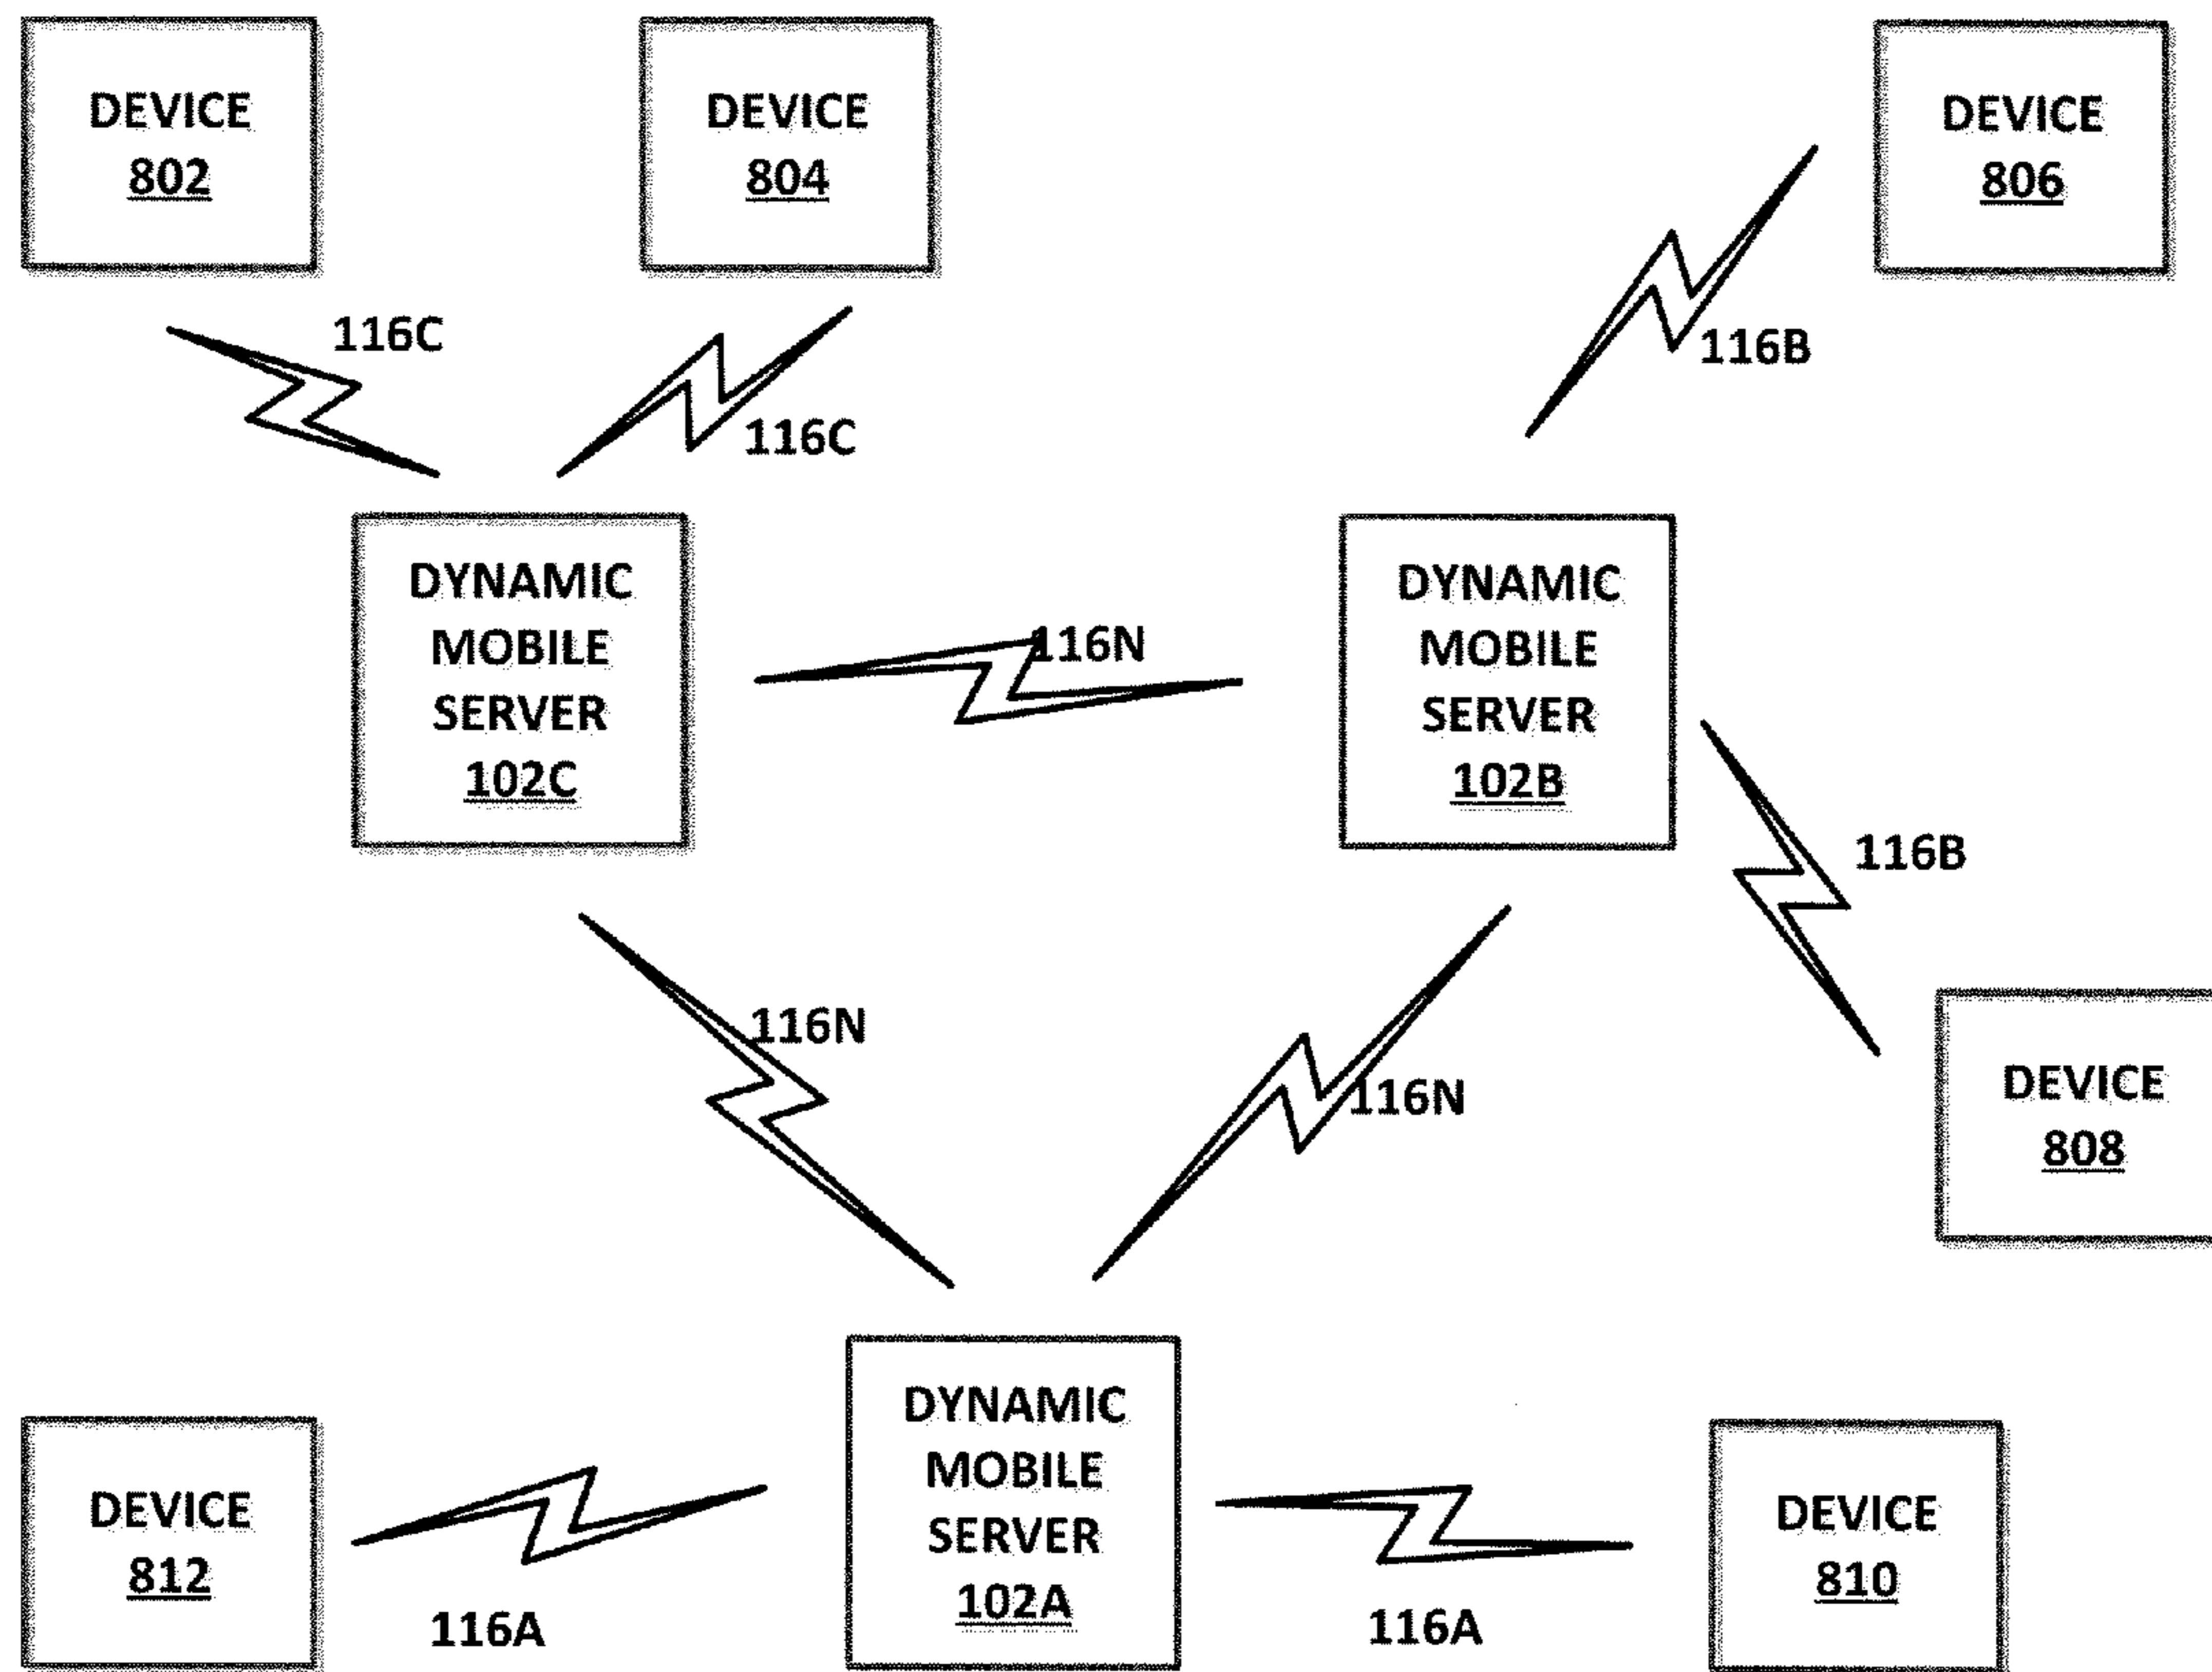 DEVICE
802
DEVICE
804
DEVICE
806
116C
116C
116B
DYNAMIC
MOBILE
SERVER
102C
116N
DYNAMIC
MOBILE
SERVER
102B
116B
116N
116N
DEVICE
808
DEVICE
812
116A
DYNAMIC
MOBILE
SERVER
102A
116A
DEVICE
810